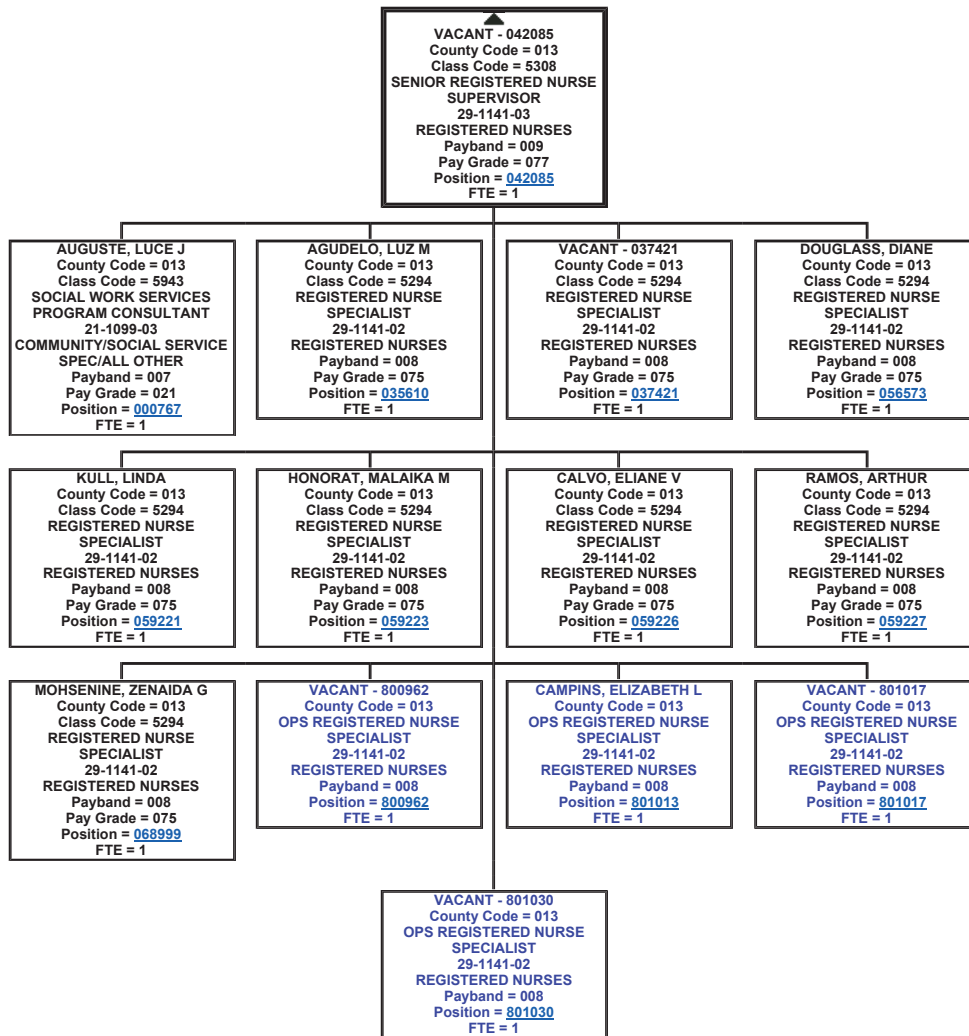 VACANT - 042085
County Code = 013
Class Code = 5308
SENIOR REGISTERED NURSE
SUPERVISOR
29-1141-03
REGISTERED NURSES
Payband = 009
Pay Grade = 077
Position = 042085
FTE = 1
AUGUSTE, LUCE J
County Code = 013
Class Code = 5943
SOCIAL WORK SERVICES
PROGRAM CONSULTANT
21-1099-03
COMMUNITY/SOCIAL SERVICE
SPEC/ALL OTHER
Payband = 007
Pay Grade = 021
Position = 000767
FTE = 1
AGUDELO, LUZ M
County Code = 013
Class Code = 5294
REGISTERED NURSE
SPECIALIST
29-1141-02
REGISTERED NURSES
Payband = 008
Pay Grade = 075
Position = 035610
FTE = 1
VACANT - 037421
County Code = 013
Class Code = 5294
REGISTERED NURSE
SPECIALIST
29-1141-02
REGISTERED NURSES
Payband = 008
Pay Grade = 075
Position = 037421
FTE = 1
DOUGLASS, DIANE
County Code = 013
Class Code = 5294
REGISTERED NURSE
SPECIALIST
29-1141-02
REGISTERED NURSES
Payband = 008
Pay Grade = 075
Position = 056573
FTE = 1
KULL, LINDA
County Code = 013
Class Code = 5294
REGISTERED NURSE
SPECIALIST
29-1141-02
REGISTERED NURSES
Payband = 008
Pay Grade = 075
Position = 059221
FTE = 1
HONORAT, MALAIKA M
County Code = 013
Class Code = 5294
REGISTERED NURSE
SPECIALIST
29-1141-02
REGISTERED NURSES
Payband = 008
Pay Grade = 075
Position = 059223
FTE = 1
CALVO, ELIANE V
County Code = 013
Class Code = 5294
REGISTERED NURSE
SPECIALIST
29-1141-02
REGISTERED NURSES
Payband = 008
Pay Grade = 075
Position = 059226
FTE = 1
RAMOS, ARTHUR
County Code = 013
Class Code = 5294
REGISTERED NURSE
SPECIALIST
29-1141-02
REGISTERED NURSES
Payband = 008
Pay Grade = 075
Position = 059227
FTE = 1
MOHSENINE, ZENAIDA G
County Code = 013
Class Code = 5294
REGISTERED NURSE
SPECIALIST
29-1141-02
REGISTERED NURSES
Payband = 008
Pay Grade = 075
Position = 068999
FTE = 1
VACANT - 800962
County Code = 013
OPS REGISTERED NURSE
SPECIALIST
29-1141-02
REGISTERED NURSES
Payband = 008
Position = 800962
FTE = 1
CAMPINS, ELIZABETH L
County Code = 013
OPS REGISTERED NURSE
SPECIALIST
29-1141-02
REGISTERED NURSES
Payband = 008
Position = 801013
FTE = 1
VACANT - 801017
County Code = 013
OPS REGISTERED NURSE
SPECIALIST
29-1141-02
REGISTERED NURSES
Payband = 008
Position = 801017
FTE = 1
VACANT - 801030
County Code = 013
OPS REGISTERED NURSE
SPECIALIST
29-1141-02
REGISTERED NURSES
Payband = 008
Position = 801030
FTE = 1